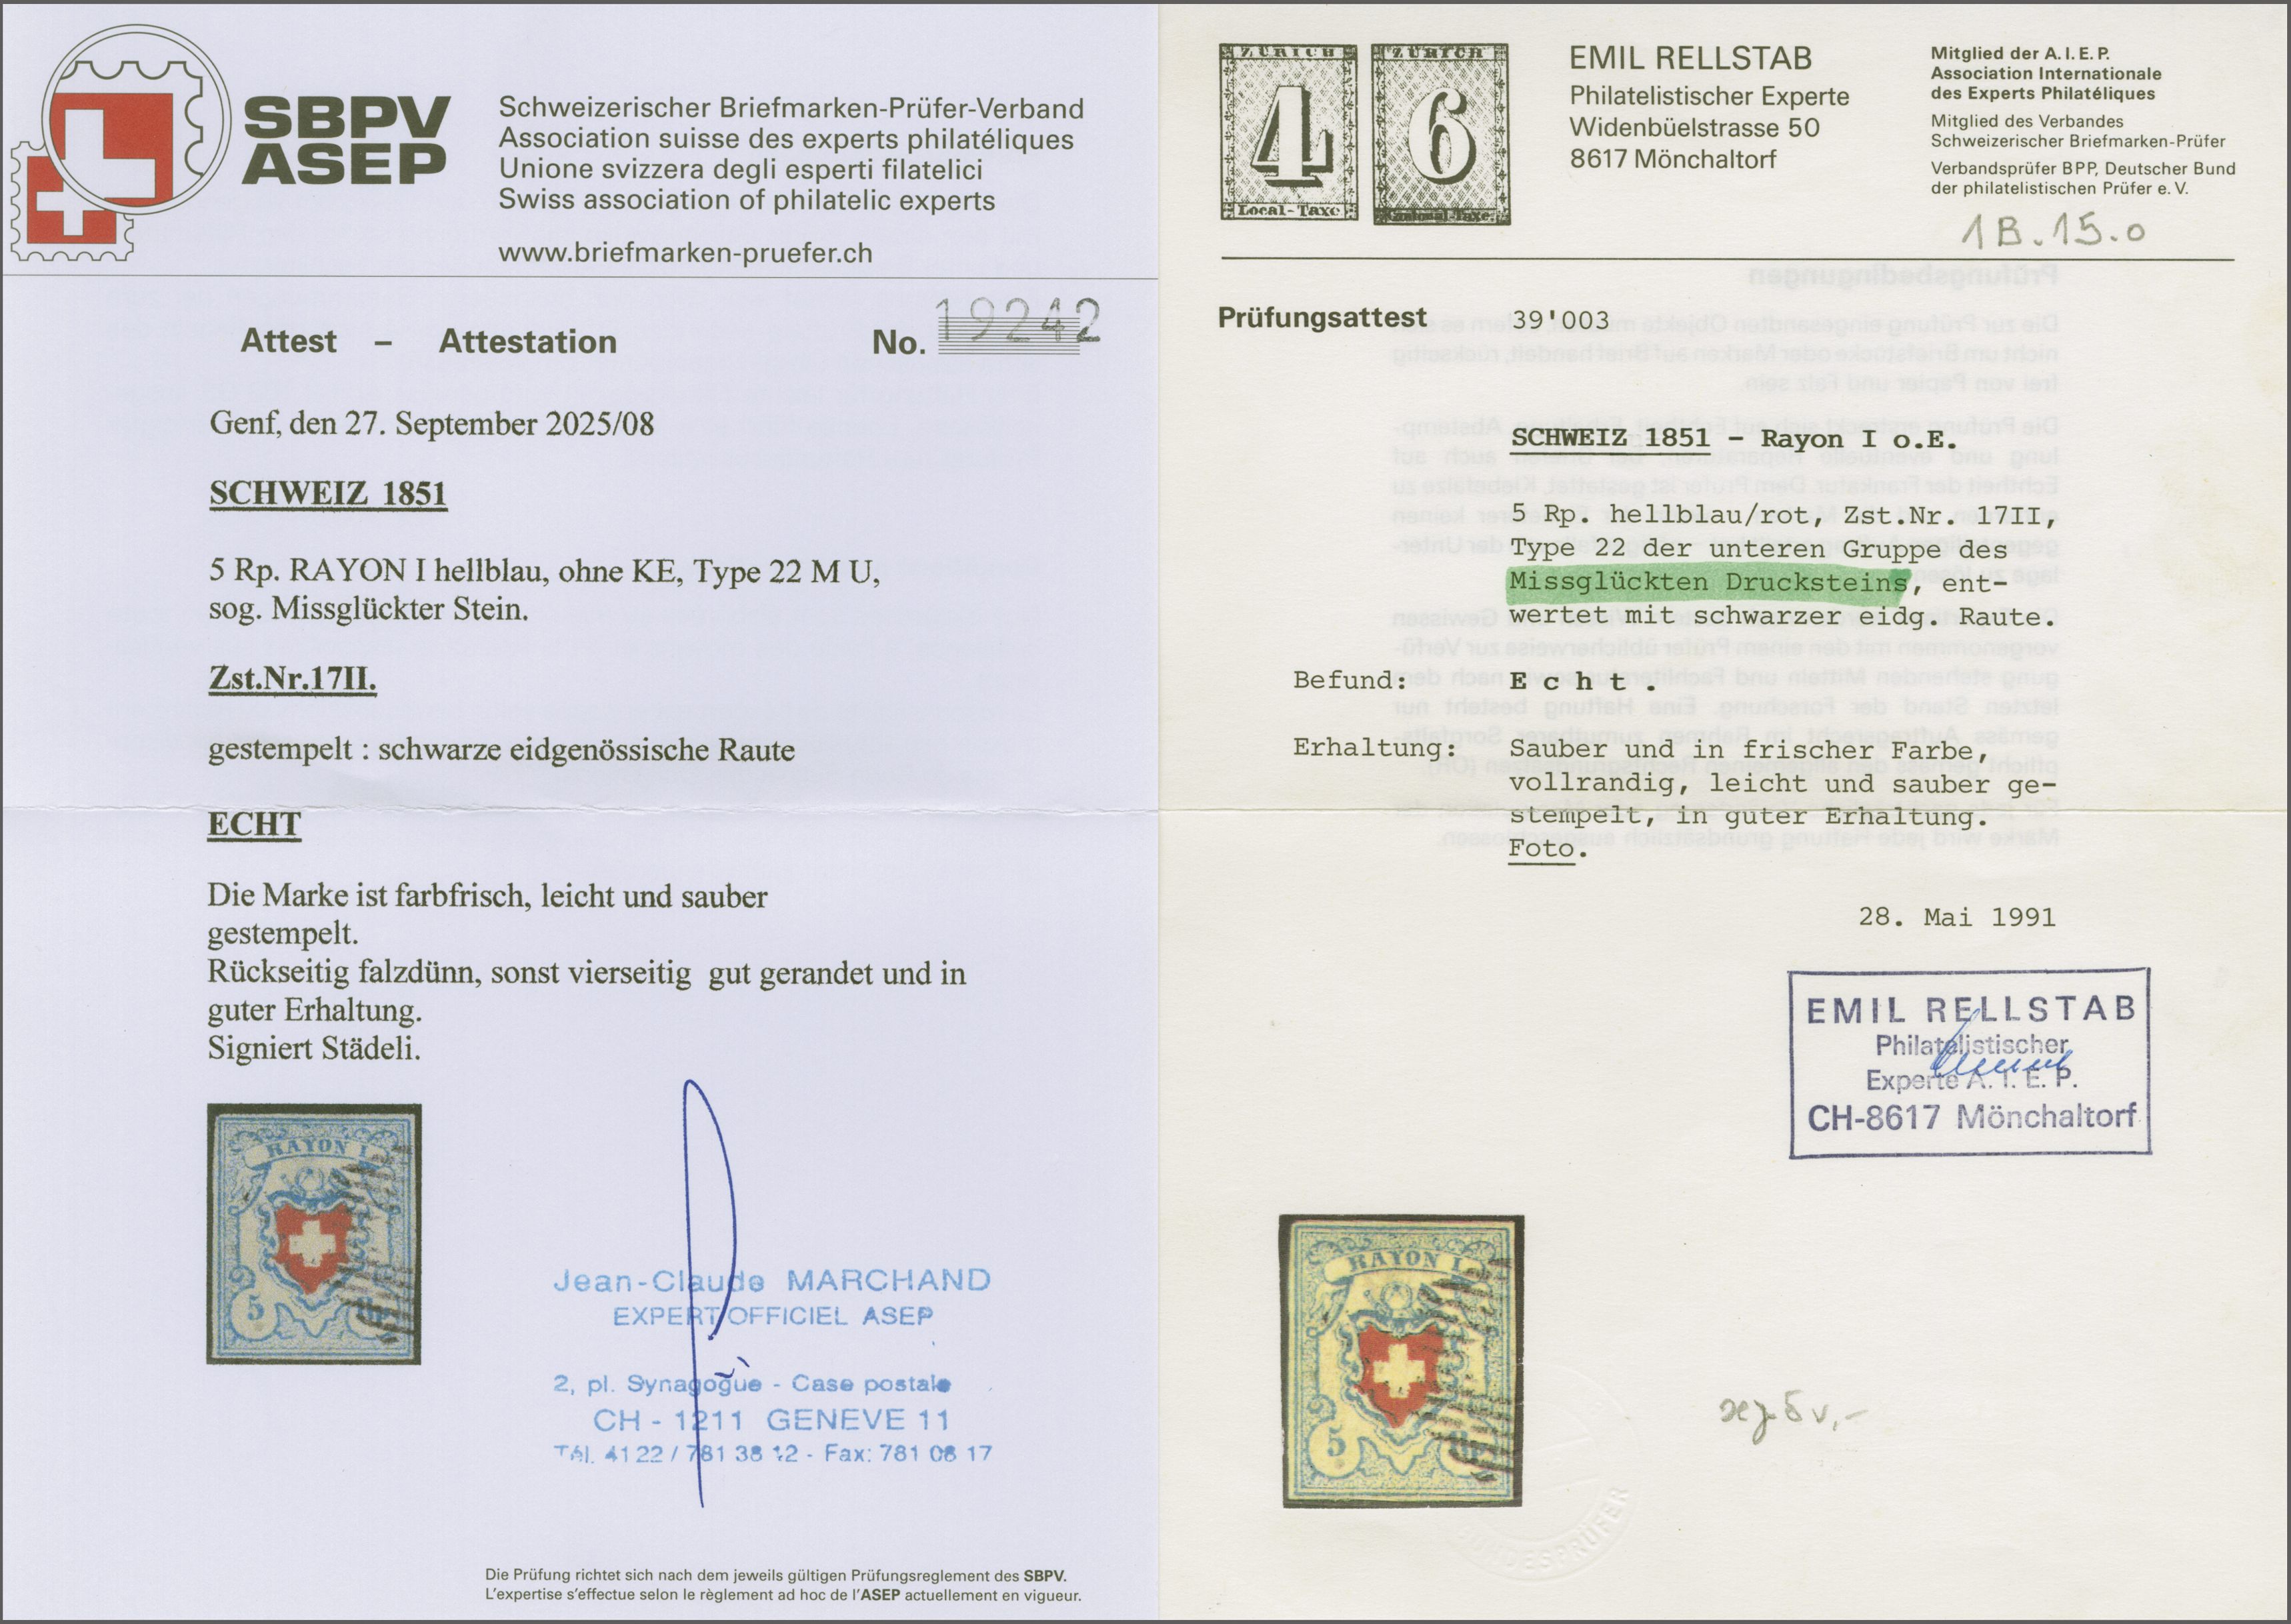 SBPV
ASEP
Schweizerischer Briefmarken-Prüfer-Verband
Association suisse des experts philatéliques
Unione svizzera degli esperti filatelici
Swiss association of philatelic experts
www.briefmarken-pruefer.ch
Attest – Attestation No. 19242
Genf, den 27. September 2025/08
SCHWEIZ 1851
5 Rp. RAYON I hellblau, ohne KE, Type 22 M U,
sog. Missglückter Stein.
Zst.Nr.17II.
gestempelt : schwarze eidgenössische Raute
ECHT
Die Marke ist farbfrisch, leicht und sauber
gestempelt.
Rückseitig falzdünn, sonst vierseitig gut gerandet und in
guter Erhaltung.
Signiert Städeli.
RAYON I
5
Jean-Claude MARCHAND
EXPERT OFFICIEL ASEP
2, pl. Synagogue - Case postale
CH - 1211 GENEVE 11
Tél. 41 22 / 781 38 12 - Fax: 781 08 17
Die Prüfung richtet sich nach dem jeweils gültigen Prüfungsreglement des SBPV.
L'expertise s'effectue selon le règlement ad hoc de l'ASEP actuellement en vigueur.
ZÜRICH ZÜRICH
4 6
Local-Taxe
EMIL RELLSTAB
Philatelistischer Experte
Widenbüelstrasse 50
8617 Mönchaltorf
Mitglied der A.I.E.P.
Association Internationale
des Experts Philatéliques
Mitglied des Verbandes
Schweizerischer Briefmarken-Prüfer
Verbandsprüfer BPP, Deutscher Bund
der philatelistischen Prüfer e.V.
1B.15.0
Prüfungsattest 39'003
SCHWEIZ 1851 - Rayon I o.E.
5 Rp. hellblau/rot, Zst.Nr. 17II,
Type 22 der unteren Gruppe des
Missglückten Drucksteins, ent-
wertet mit schwarzer eidg. Raute.
Befund: E c h t .
Erhaltung: Sauber und in frischer Farbe,
vollrandig, leicht und sauber ge-
stempelt, in guter Erhaltung.
Foto.
28. Mai 1991
EMIL RELLSTAB
Philatelistischer
Experte A. I. E. P.
CH-8617 Mönchaltorf
RAYON I
5
BUNDESPRÜFER